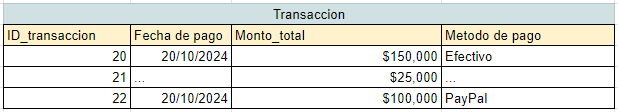 Transaccion
ID_transaccion Fecha de pago Monto_total Metodo de pago
20 20/10/2024 $150,000 Efectivo
21 ... $25,000 ...
22 20/10/2024 $100,000 PayPal